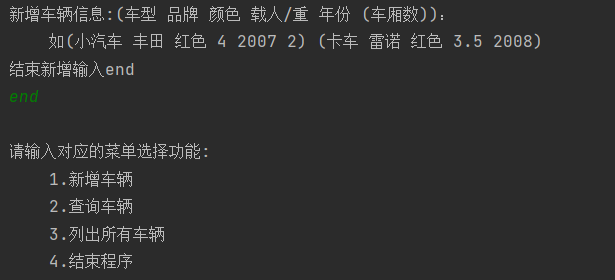 新增车辆信息:(车型 品牌 颜色 载人/重 年份 (车厢数)):
如(小汽车 丰田 红色 4 2007 2) (卡车 雷诺 红色 3.5 2008)
结束新增输入end
end
请输入对应的菜单选择功能:
1.新增车辆
2.查询车辆
3.列出所有车辆
4.结束程序